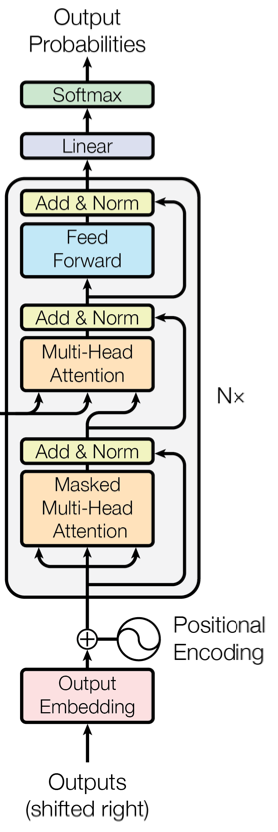 Output
Probabilities
Softmax
Linear
Add & Norm
Feed
Forward
Add & Norm
Multi-Head
Attention
N×
Add & Norm
Masked
Multi-Head
Attention
Positional
Encoding
Output
Embedding
Outputs
(shifted right)